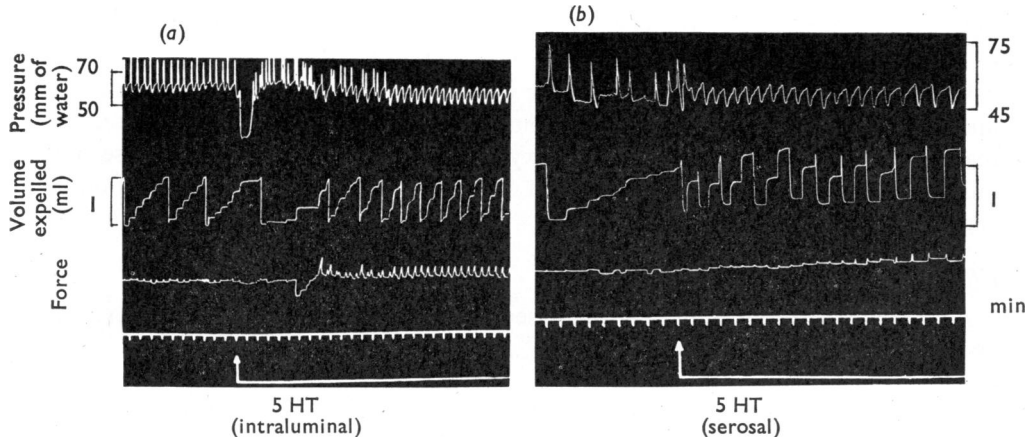 (a)
(b)
Pressure
(mm of
water)
70
50
75
45
Volume
expelled
(ml)
1
1
Force
min
5 HT
(intraluminal)
5 HT
(serosal)